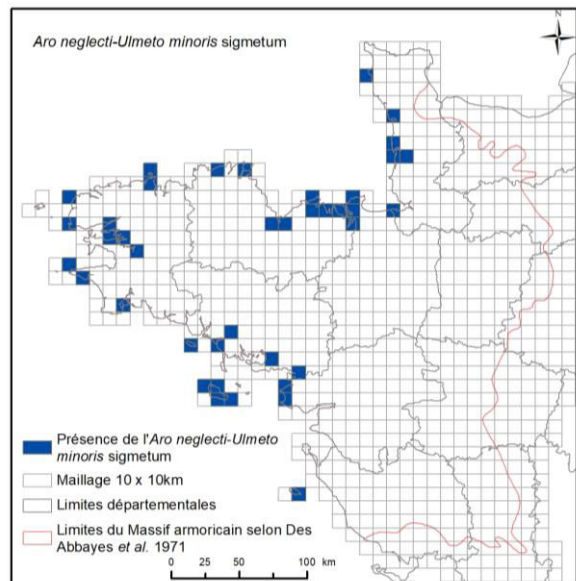 Aro neglecti-Ulmeto minoris sigmetum
N
Présence de l'Aro neglecti-Ulmeto
minoris sigmetum
Maillage 10 x 10km
Limites départementales
Limites du Massif armoricain selon Des
Abbayes et al. 1971
km
0 25 50 100